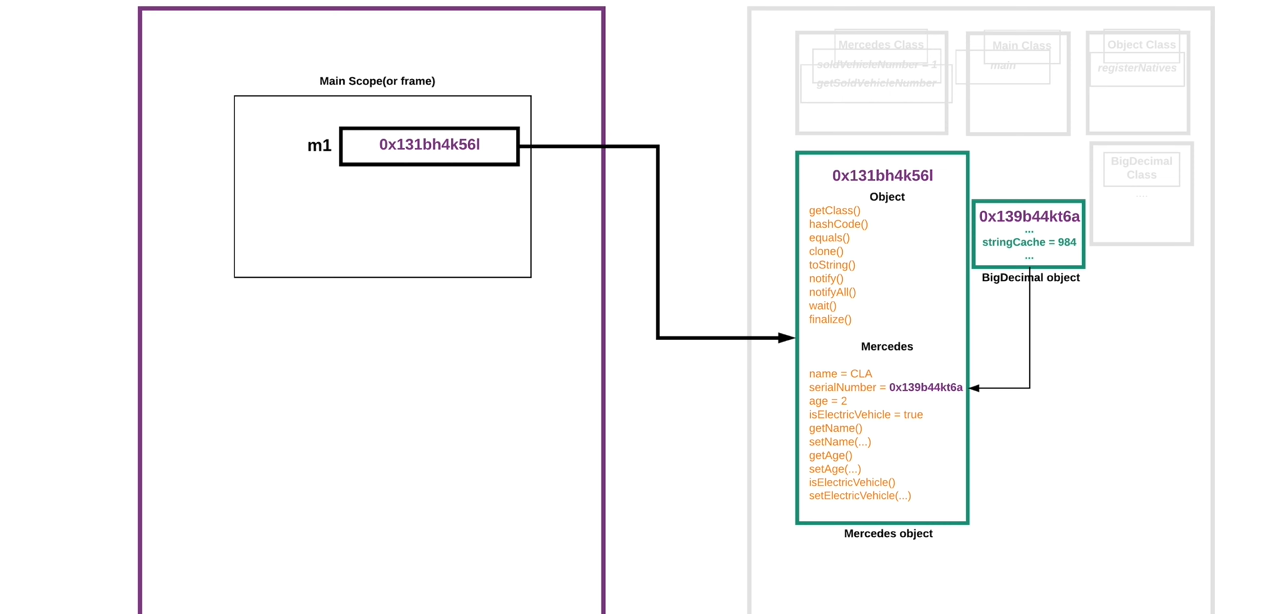 Main Scope(or frame)
m1
0x131bh4k56l
Mercedes Class
soldVehicleNumber = 1
getSoldVehicleNumber
Main Class
main
Object Class
registerNatives
BigDecimal
Class
....
0x131bh4k56l
Object
getClass()
hashCode()
equals()
clone()
toString()
notify()
notifyAll()
wait()
finalize()
Mercedes
name = CLA
serialNumber = 0x139b44kt6a
age = 2
isElectricVehicle = true
getName()
setName(...)
getAge()
setAge(...)
isElectricVehicle()
setElectricVehicle(...)
Mercedes object
0x139b44kt6a
...
stringCache = 984
...
BigDecimal object